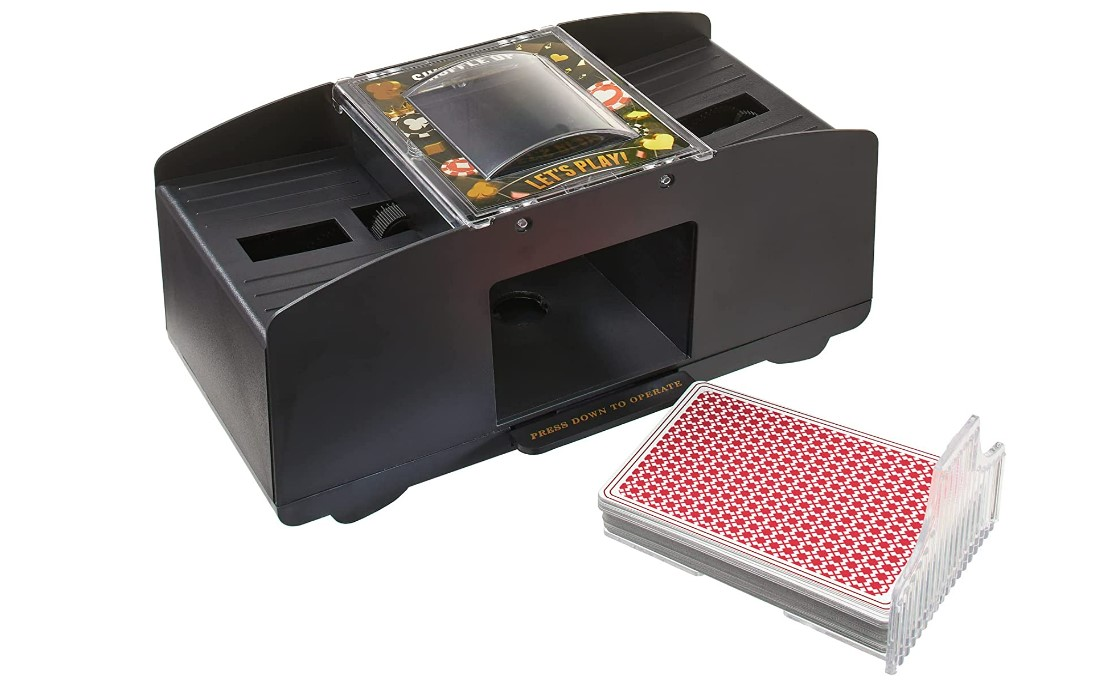 SHUFFLE UP
LET'S PLAY!
PRESS DOWN TO OPERATE